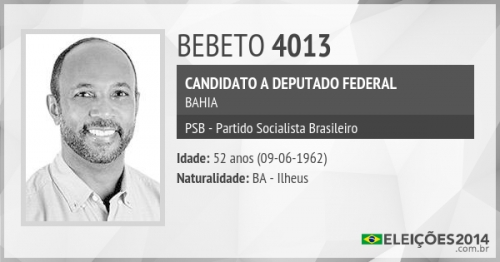 BEBETO 4013
CANDIDATO A DEPUTADO FEDERAL
BAHIA
PSB - Partido Socialista Brasileiro
Idade: 52 anos (09-06-1962)
Naturalidade: BA - Ilheus
ELEIÇÕES2014
.com.br